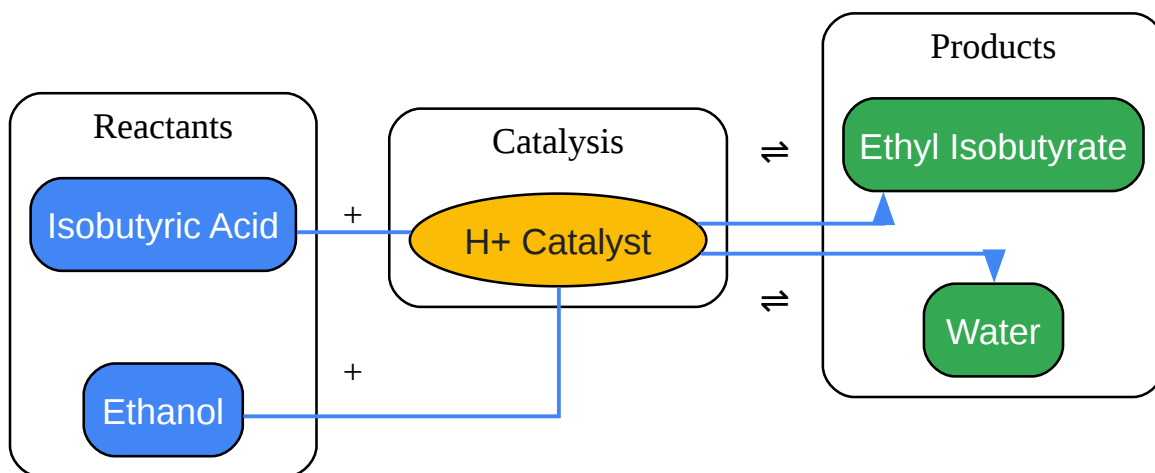 Reactants
Isobutyric Acid
Ethanol
+
+
Catalysis
H+ Catalyst
⇌
⇌
Products
Ethyl Isobutyrate
Water